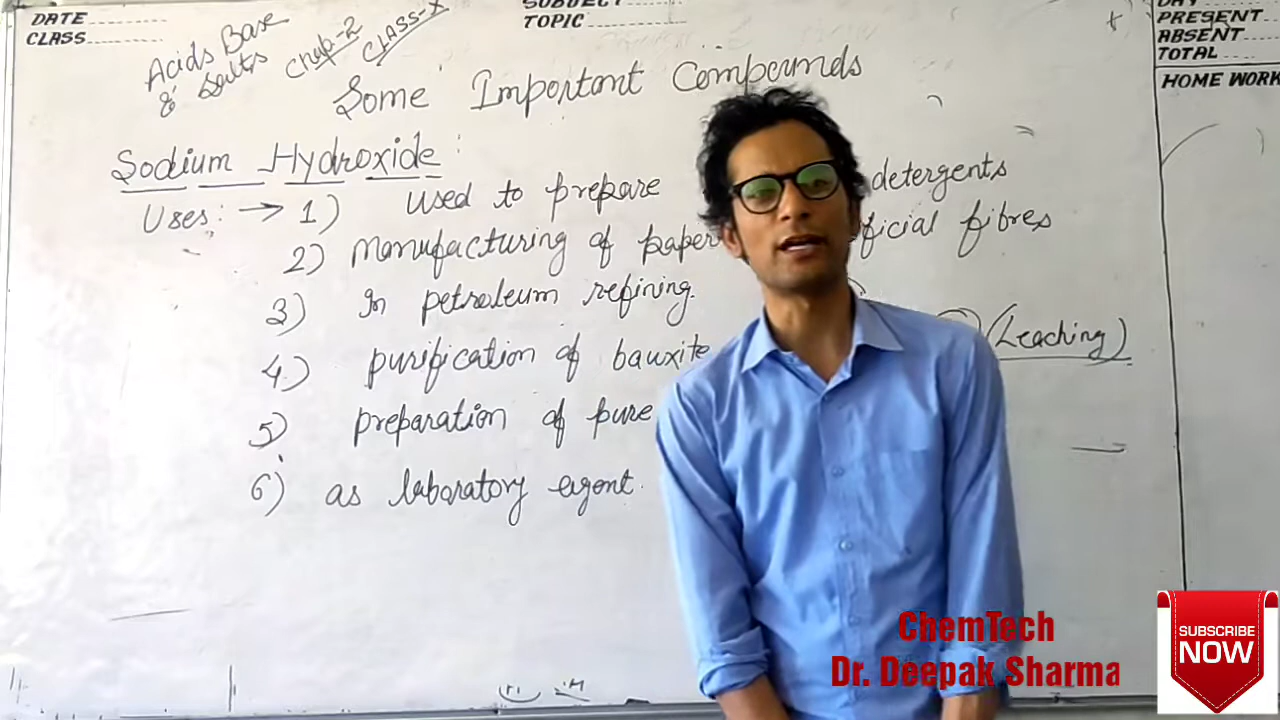 DATE
CLASS
SUBJECT
TOPIC
PRESENT
ABSENT
TOTAL
HOME WORK
Acids Base
& Salts Chap-2 CLASS-X
Some Important Compounds
Sodium Hydroxide:
Uses: → 1) used to prepare detergents
2) Manufacturing of paper ficial fibres
3) In petroleum refining.
4) purification of bauxite (Leaching)
5) preparation of pure
6) as labaratory agent.
ChemTech
Dr. Deepak Sharma
SUBSCRIBE
NOW